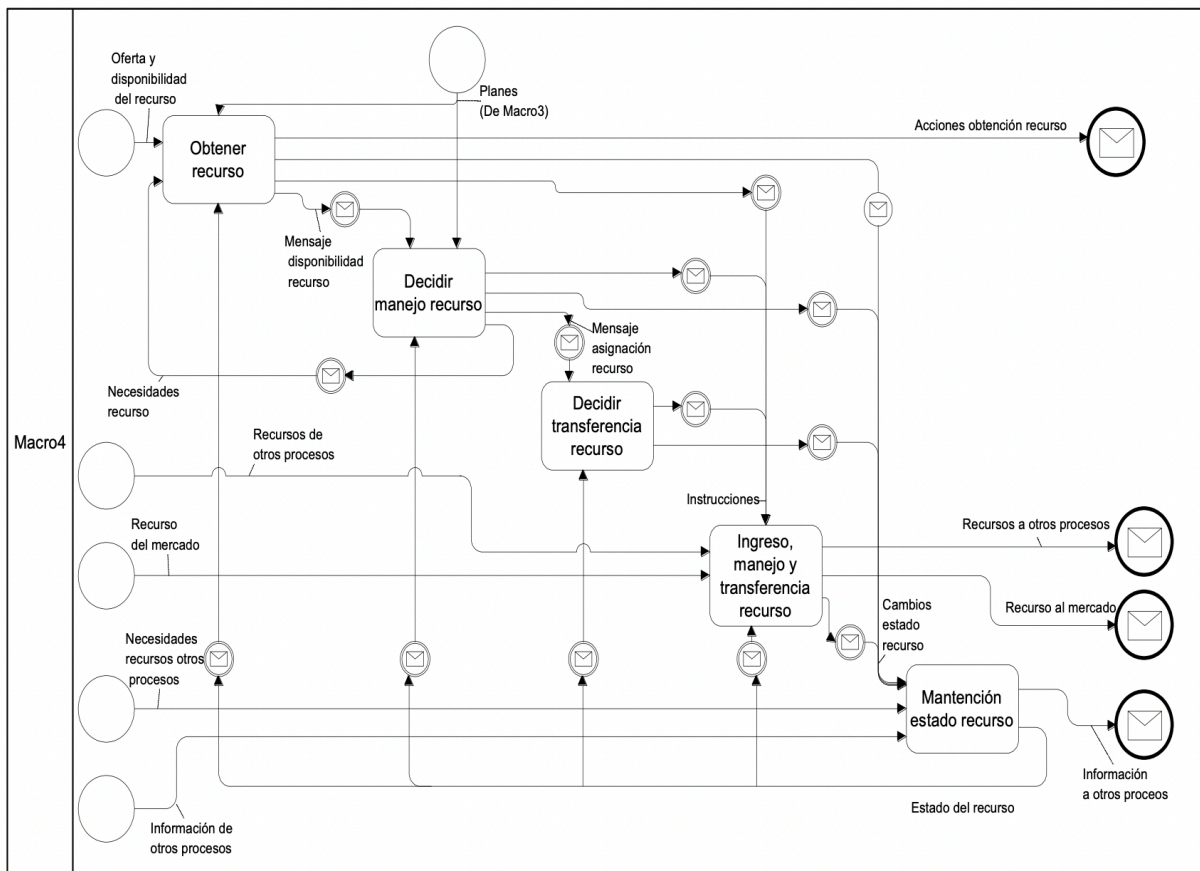 Oferta y
disponibilidad
del recurso
Planes
(De Macro3)
Acciones obtención recurso
Obtener
recurso
Mensaje
disponibilidad
recurso
Decidir
manejo recurso
Mensaje
asignación
recurso
Necesidades
recurso
Decidir
transferencia
recurso
Macro4
Recursos de
otros procesos
Instrucciones
Recurso
del mercado
Ingreso,
manejo y
transferencia
recurso
Recursos a otros procesos
Cambios
estado
recurso
Recurso al mercado
Necesidades
recursos otros
procesos
Mantención
estado recurso
Información
a otros proceos
Estado del recurso
Información de
otros procesos